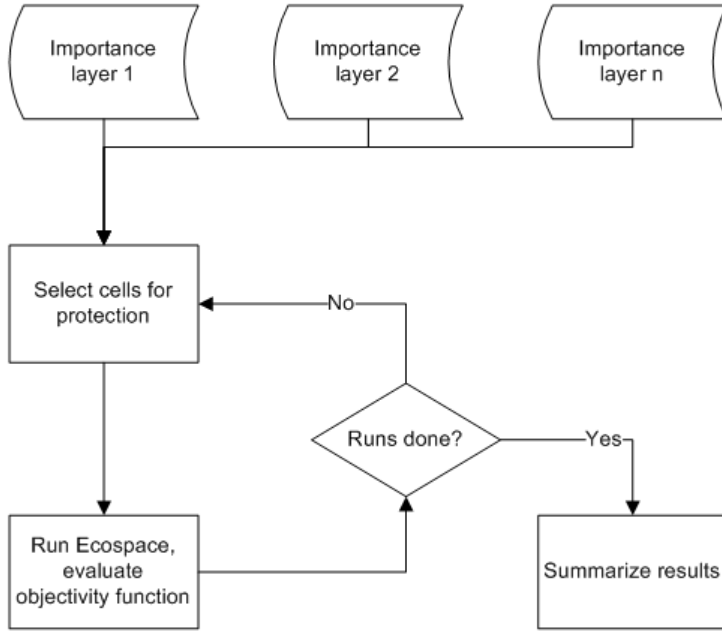 Importance
layer 1
Importance
layer 2
Importance
layer n
Select cells for
protection
No
Runs done?
Yes
Run Ecospace,
evaluate
objectivity function
Summarize results